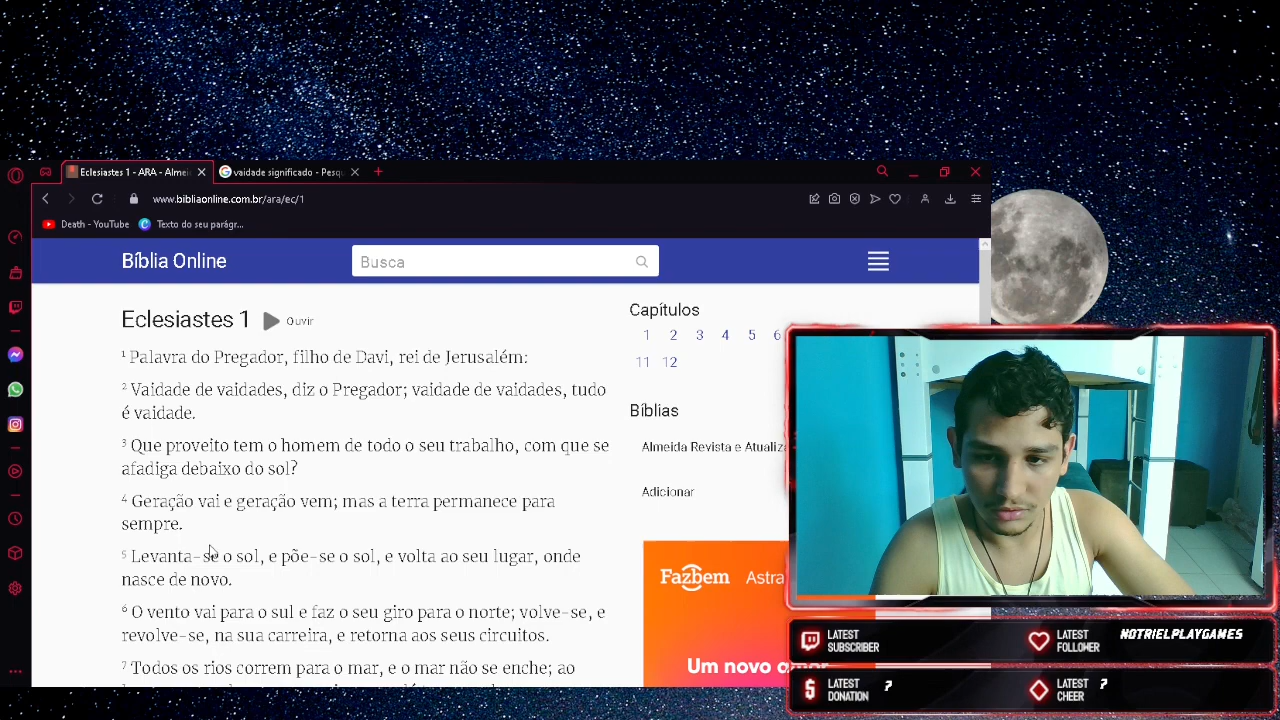 Eclesiastes 1 - ARA - Almei
vaidade significado - Pesqu
www.bibliaonline.com.br/ara/ec/1
Death - YouTube
Texto do seu parágr...
Bíblia Online
Busca
Eclesiastes 1
Ouvir
1 Palavra do Pregador, filho de Davi, rei de Jerusalém:
2 Vaidade de vaidades, diz o Pregador; vaidade de vaidades, tudo
é vaidade.
3 Que proveito tem o homem de todo o seu trabalho, com que se
afadiga debaixo do sol?
4 Geração vai e geração vem; mas a terra permanece para
sempre.
5 Levanta-se o sol, e põe-se o sol, e volta ao seu lugar, onde
nasce de novo.
6 O vento vai para o sul e faz o seu giro para o norte; volve-se, e
revolve-se, na sua carreira, e retorna aos seus circuitos.
7 Todos os rios correm para o mar, e o mar não se enche; ao
Capítulos
1 2 3 4 5 6
11 12
Bíblias
Almeida Revista e Atualiz
Adicionar
Fazbem Astra
Um novo
LATEST
SUBSCRIBER
LATEST
FOLLOWER
NOTRIELPLAYGAMES
LATEST
DONATION
?
LATEST
CHEER
?